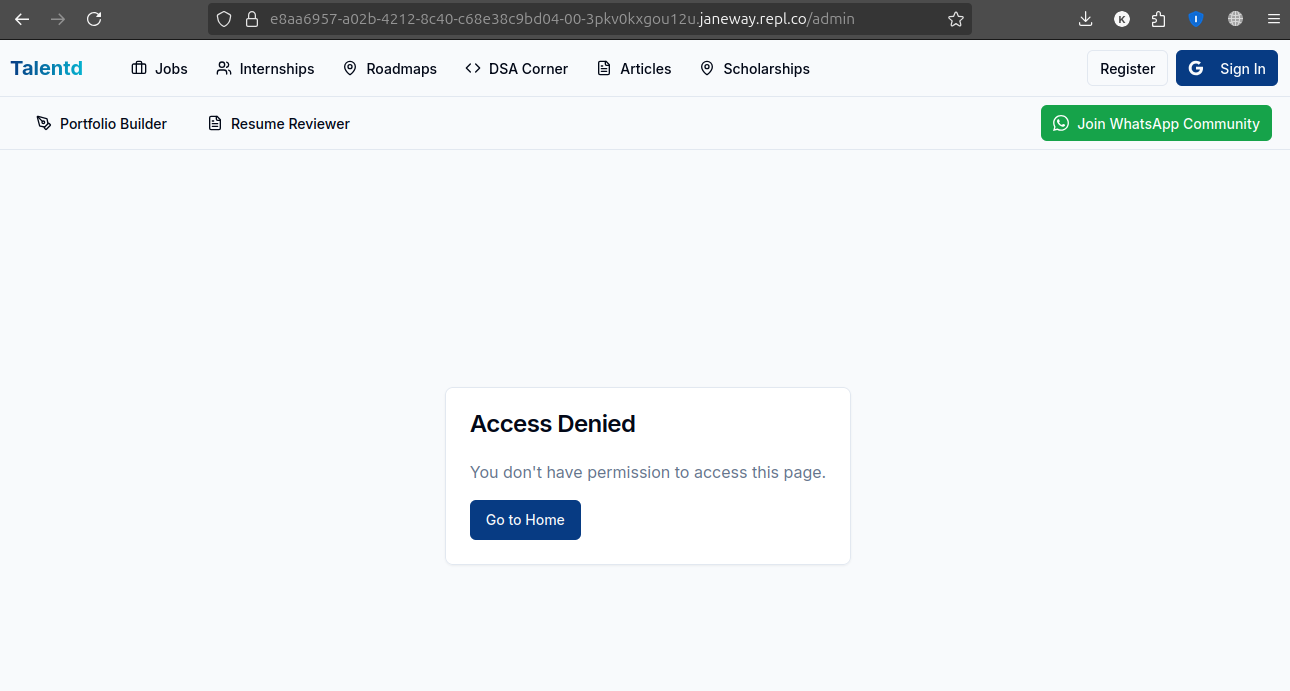 e8aa6957-a02b-4212-8c40-c68e38c9bd04-00-3pkv0kxgou12u.janeway.repl.co/admin
K
Talentd Jobs Internships Roadmaps DSA Corner Articles Scholarships Register G Sign In
Portfolio Builder Resume Reviewer Join WhatsApp Community
Access Denied
You don't have permission to access this page.
Go to Home